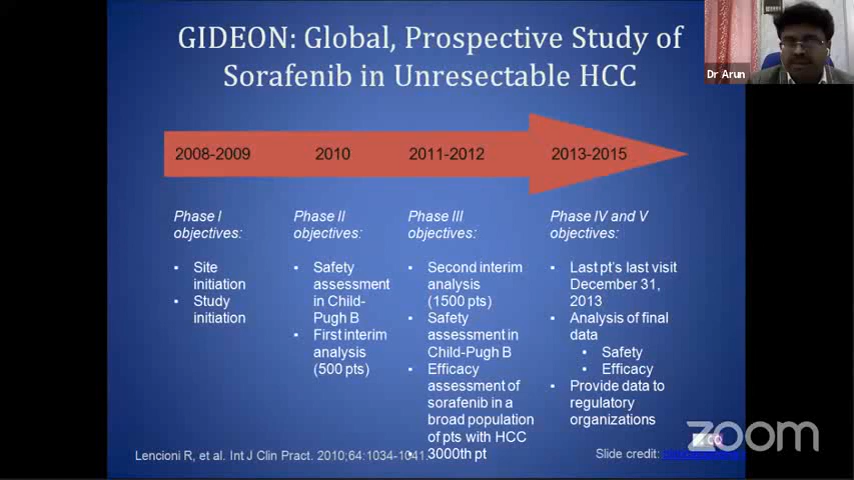 GIDEON: Global, Prospective Study of
Sorafenib in Unresectable HCC
Dr Arun
2008-2009
2010
2011-2012
2013-2015
Phase I
objectives:
• Site
initiation
• Study
initiation
Phase II
objectives:
• Safety
assessment
in Child-
Pugh B
• First interim
analysis
(500 pts)
Phase III
objectives:
• Second interim
analysis
(1500 pts)
• Safety
assessment in
Child-Pugh B
• Efficacy
assessment of
sorafenib in a
broad population
of pts with HCC
• 3000th pt
Phase IV and V
objectives:
• Last pt's last visit
December 31,
2013
• Analysis of final
data
• Safety
• Efficacy
• Provide data to
regulatory
organizations
Lencioni R, et al. Int J Clin Pract. 2010;64:1034-1041.
Slide credit:
zoom